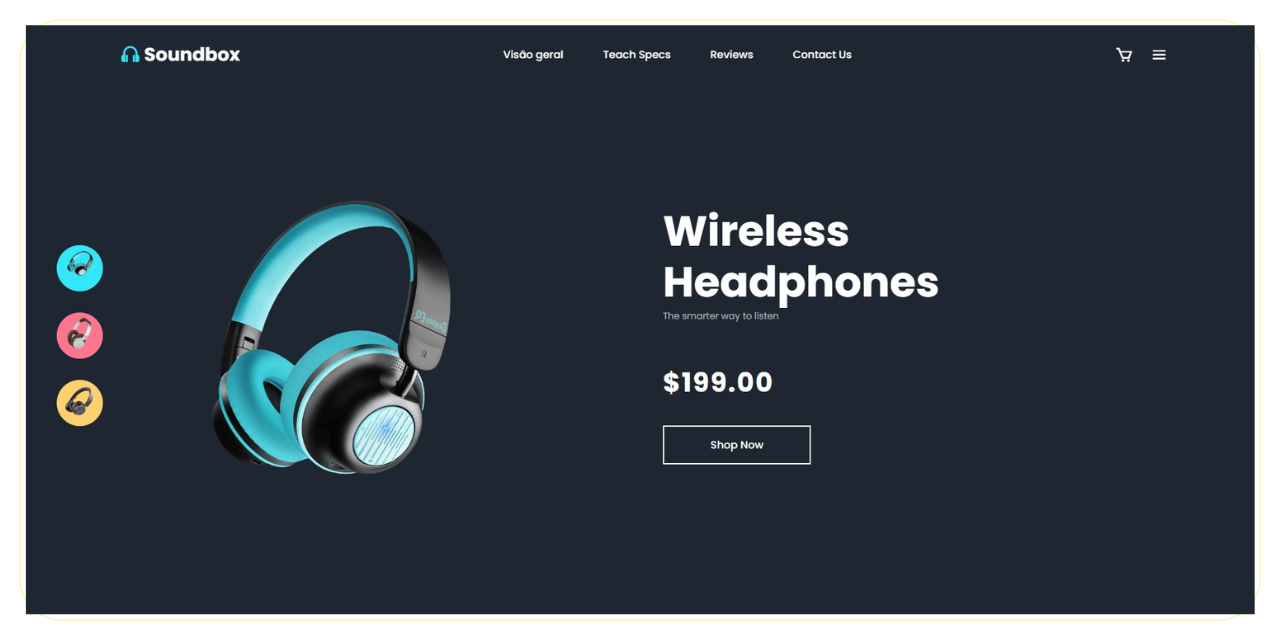 Soundbox
Visão geral
Teach Specs
Reviews
Contact Us
Wireless
Headphones
The smarter way to listen
$199.00
Shop Now